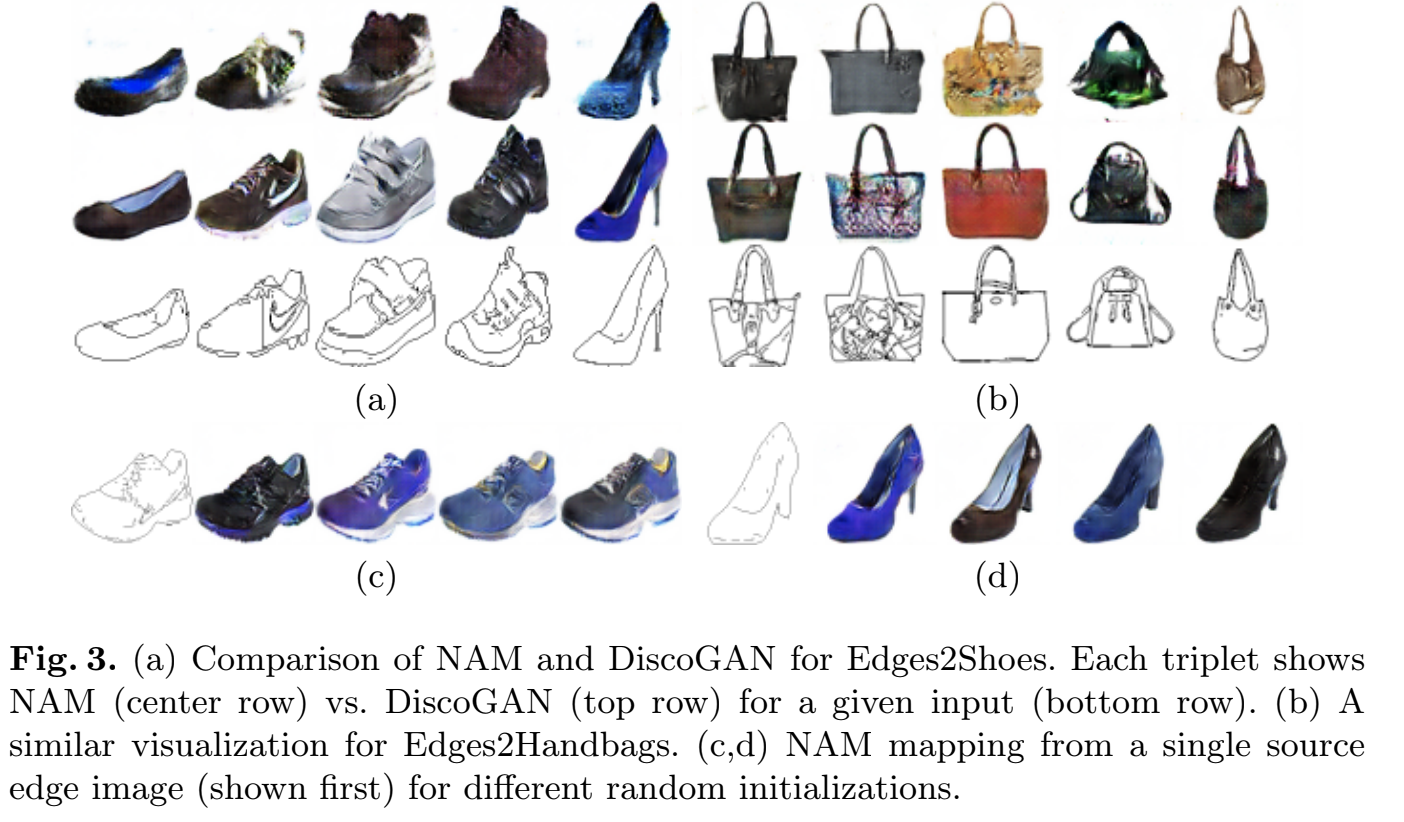 (a)
(b)
(c)
(d)
Fig. 3. (a) Comparison of NAM and DiscoGAN for Edges2Shoes. Each triplet shows
NAM (center row) vs. DiscoGAN (top row) for a given input (bottom row). (b) A
similar visualization for Edges2Handbags. (c,d) NAM mapping from a single source
edge image (shown first) for different random initializations.